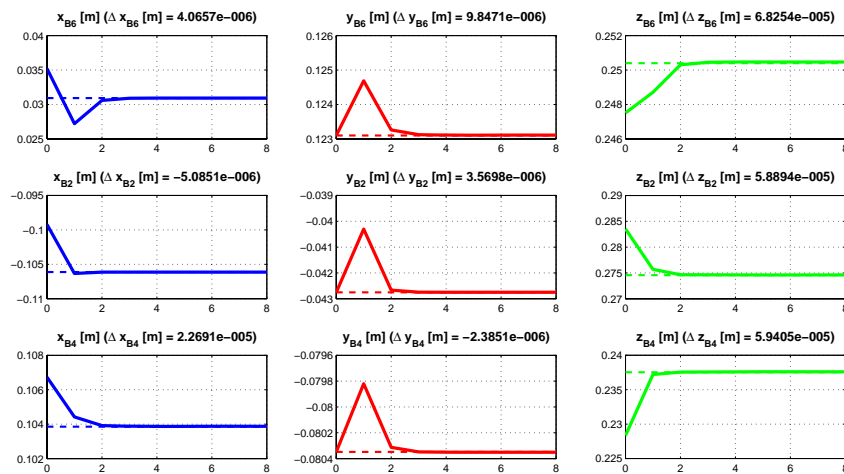 x_B6 [m] (Δ x_B6 [m] = 4.0657e−006)
0.04
0.035
0.03
0.025
0 2 4 6 8
y_B6 [m] (Δ y_B6 [m] = 9.8471e−006)
0.126
0.125
0.124
0.123
0 2 4 6 8
z_B6 [m] (Δ z_B6 [m] = 6.8254e−005)
0.252
0.25
0.248
0.246
0 2 4 6 8
x_B2 [m] (Δ x_B2 [m] = −5.0851e−006)
−0.095
−0.1
−0.105
−0.11
0 2 4 6 8
y_B2 [m] (Δ y_B2 [m] = 3.5698e−006)
−0.039
−0.04
−0.041
−0.042
−0.043
0 2 4 6 8
z_B2 [m] (Δ z_B2 [m] = 5.8894e−005)
0.29
0.285
0.28
0.275
0.27
0 2 4 6 8
x_B4 [m] (Δ x_B4 [m] = 2.2691e−005)
0.108
0.106
0.104
0.102
0 2 4 6 8
y_B4 [m] (Δ y_B4 [m] = −2.3851e−006)
−0.0796
−0.0798
−0.08
−0.0802
−0.0804
0 2 4 6 8
z_B4 [m] (Δ z_B4 [m] = 5.9405e−005)
0.24
0.235
0.23
0.225
0 2 4 6 8